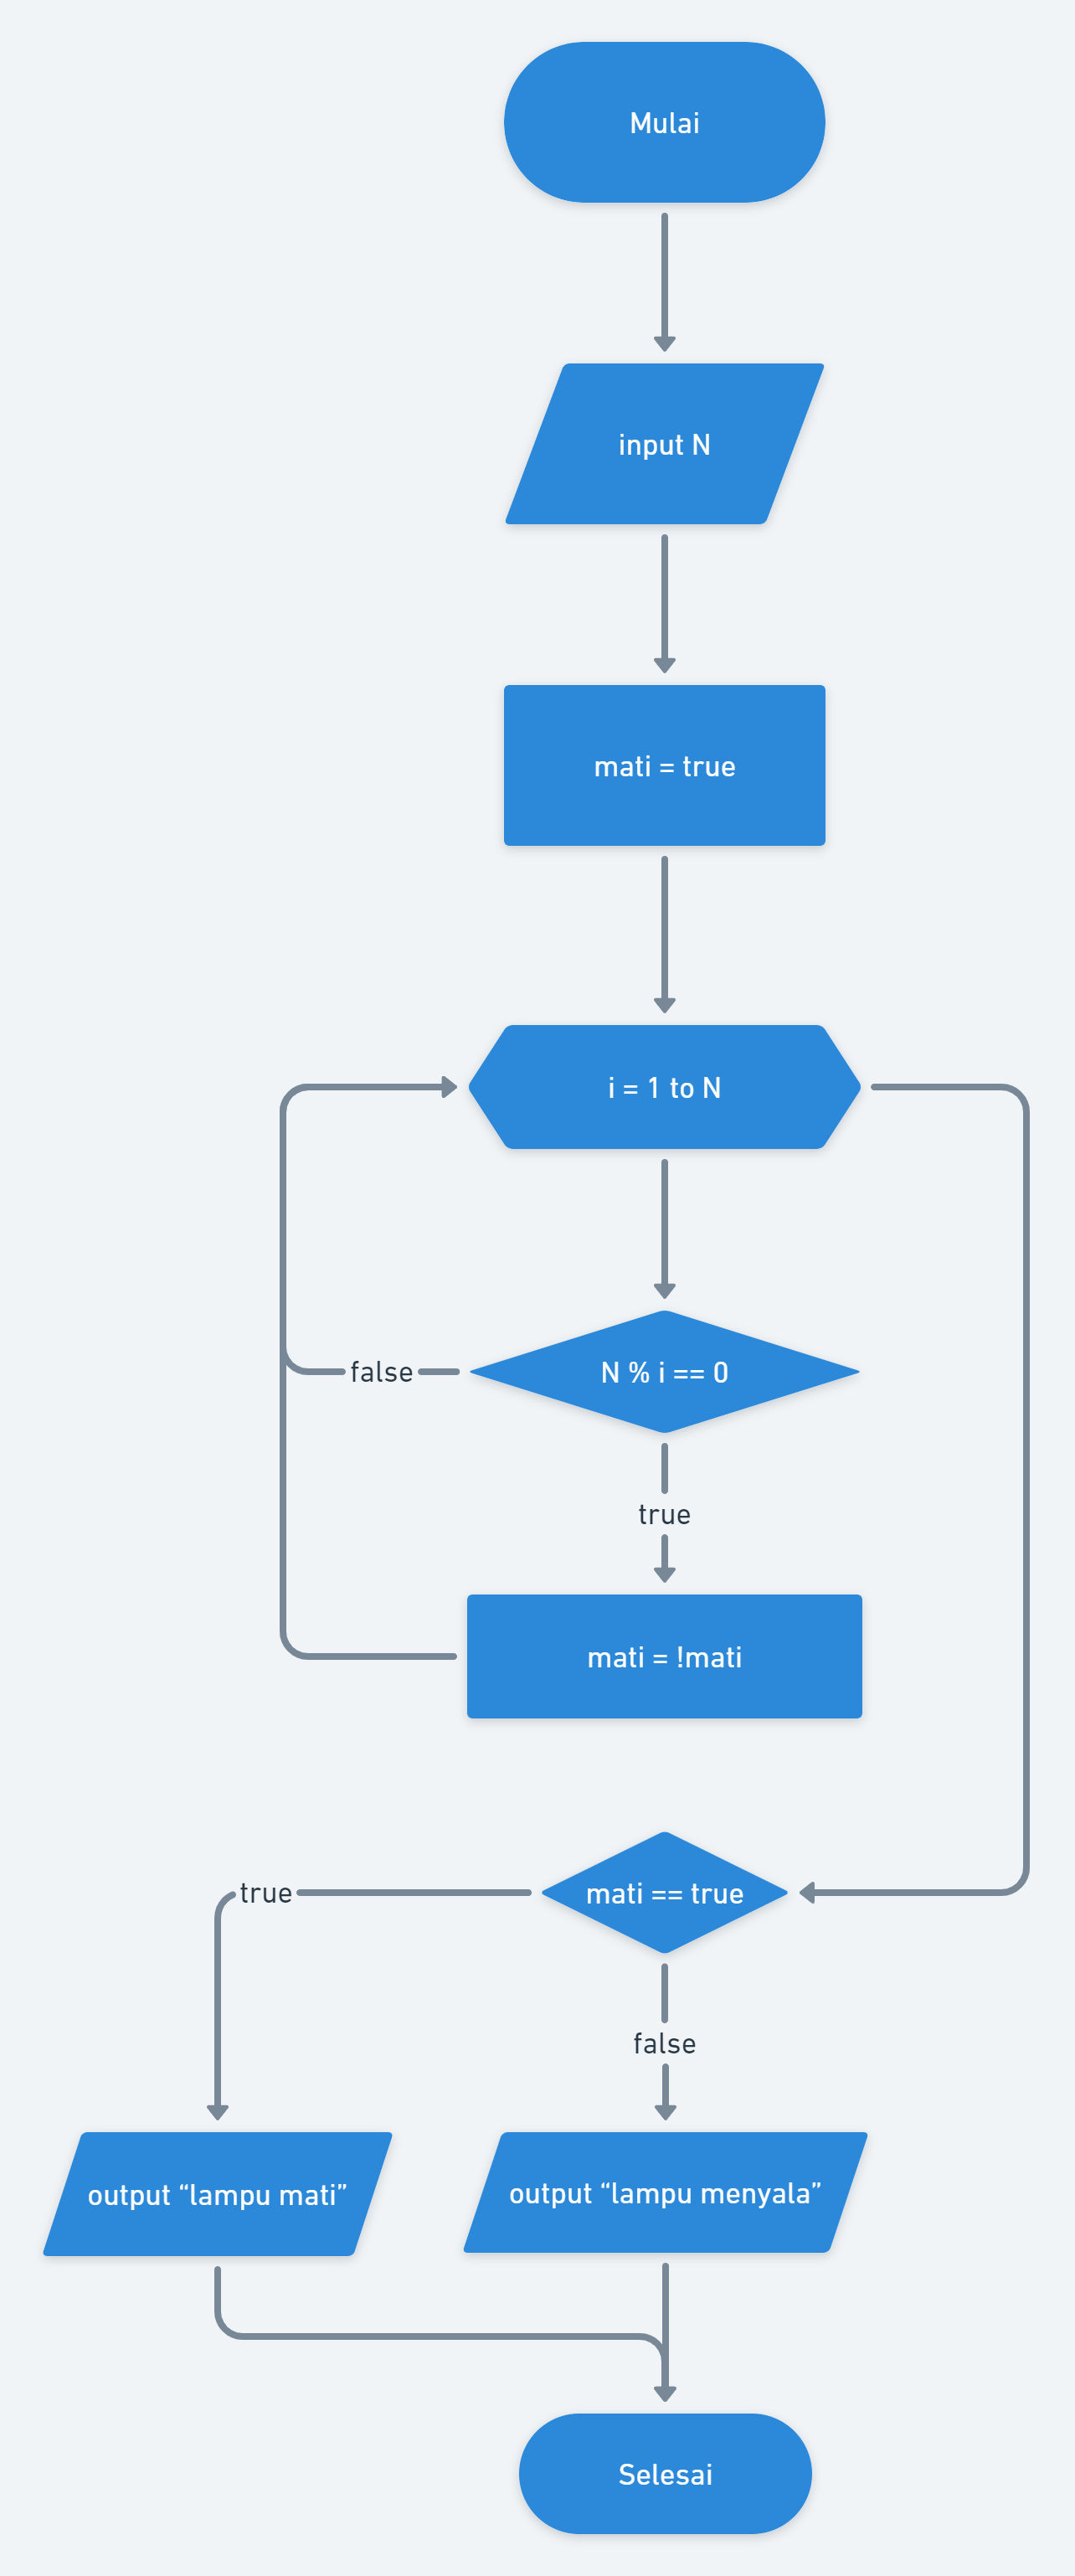 Mulai
input N
mati = true
i = 1 to N
N % i == 0
false
true
mati = !mati
mati == true
true
false
output “lampu mati”
output “lampu menyala”
Selesai